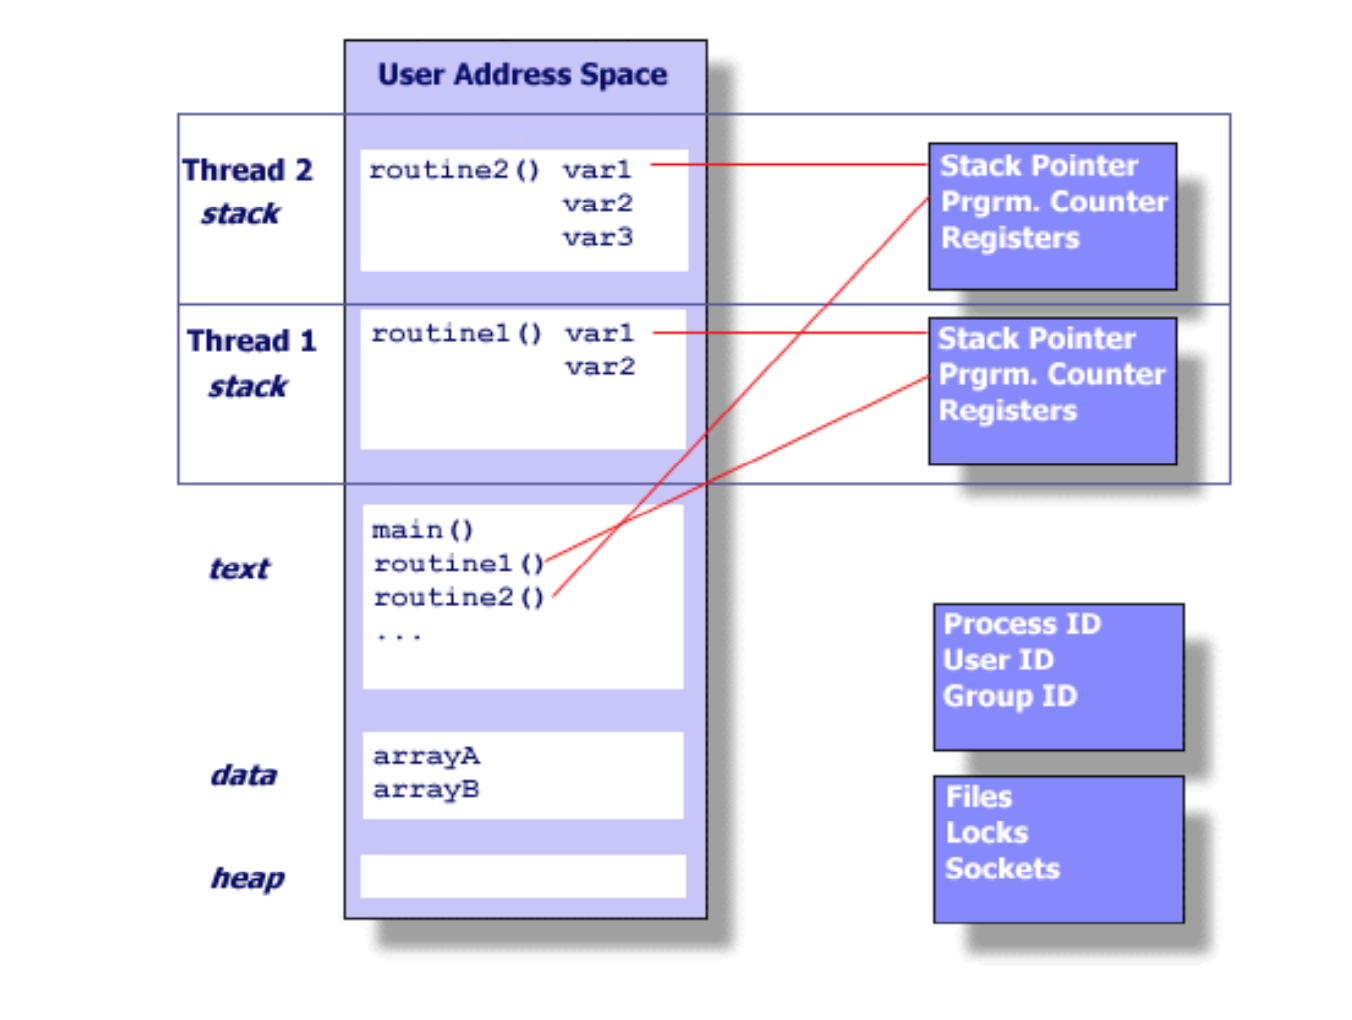 User Address Space
Thread 2
stack
routine2() var1
var2
var3
Stack Pointer
Prgrm. Counter
Registers
Thread 1
stack
routine1() var1
var2
Stack Pointer
Prgrm. Counter
Registers
text
main()
routine1()
routine2()
...
Process ID
User ID
Group ID
data
arrayA
arrayB
Files
Locks
Sockets
heap